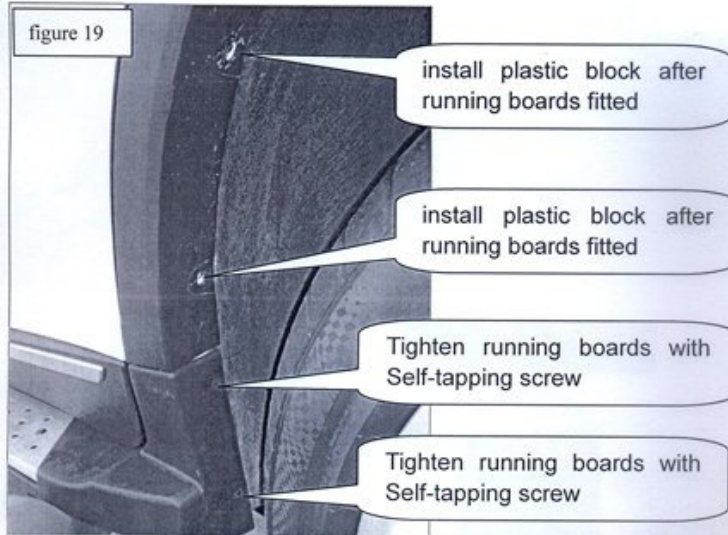 figure 19
install plastic block after
running boards fitted
install plastic block after
running boards fitted
Tighten running boards with
Self-tapping screw
Tighten running boards with
Self-tapping screw